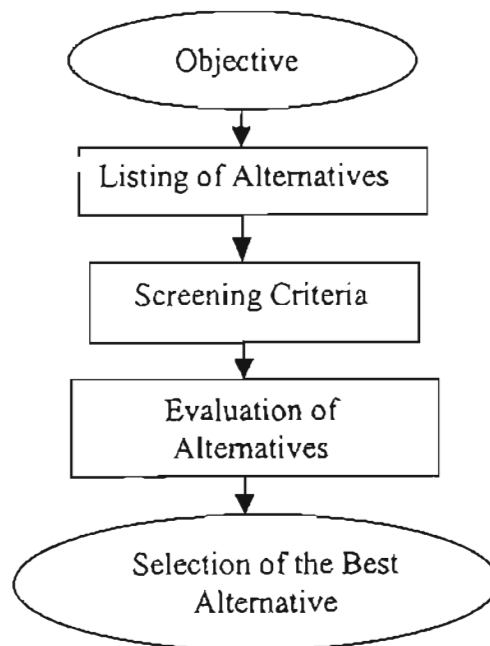 Objective
Listing of Alternatives
Screening Criteria
Evaluation of
Alternatives
Selection of the Best
Alternative